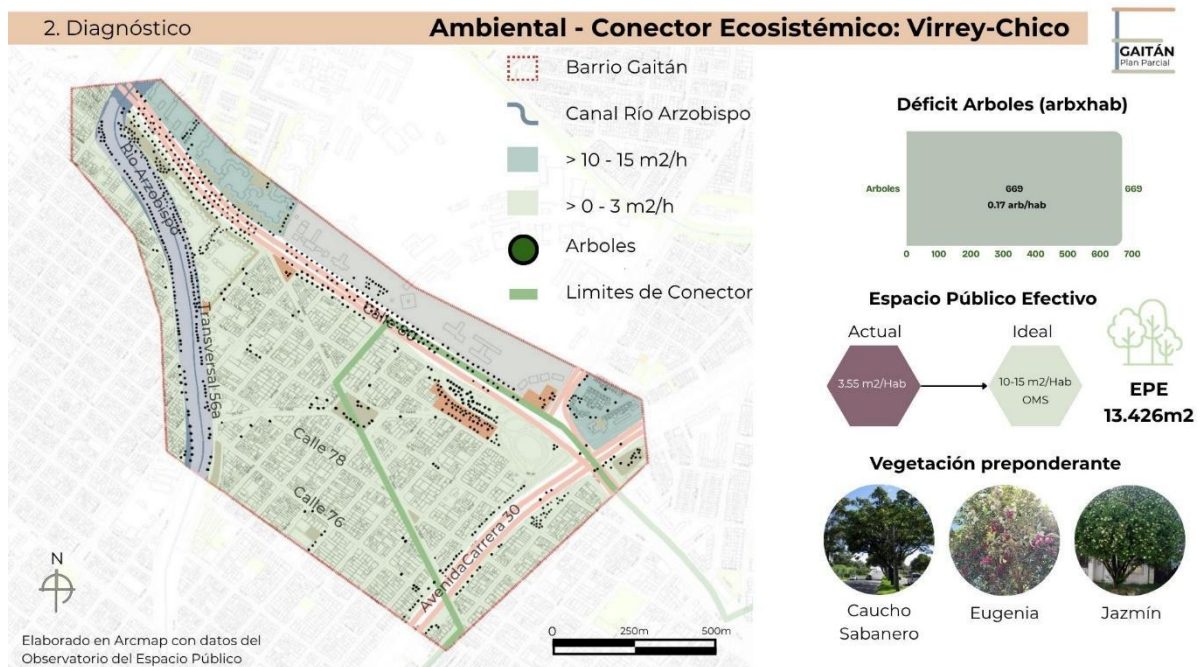 2. Diagnóstico
Ambiental - Conector Ecosistémico: Virrey-Chico
GAITÁN
Plan Parcial
Barrio Gaitán
Canal Río Arzobispo
> 10 - 15 m2/h
> 0 - 3 m2/h
Arboles
Limites de Conector
Río Arzobispo
Transversal 56a
Calle 80
Calle 78
Calle 76
AvenidaCarrera 30
N
Elaborado en Arcmap con datos del
Observatorio del Espacio Público
0 250m 500m
Déficit Arboles (arbxhab)
Arboles
669
0.17 arb/hab
669
0 100 200 300 400 500 600 700
Espacio Público Efectivo
Actual
Ideal
3.55 m2/Hab
10-15 m2/Hab
OMS
EPE
13.426m2
Vegetación preponderante
Caucho
Sabanero
Eugenia
Jazmín